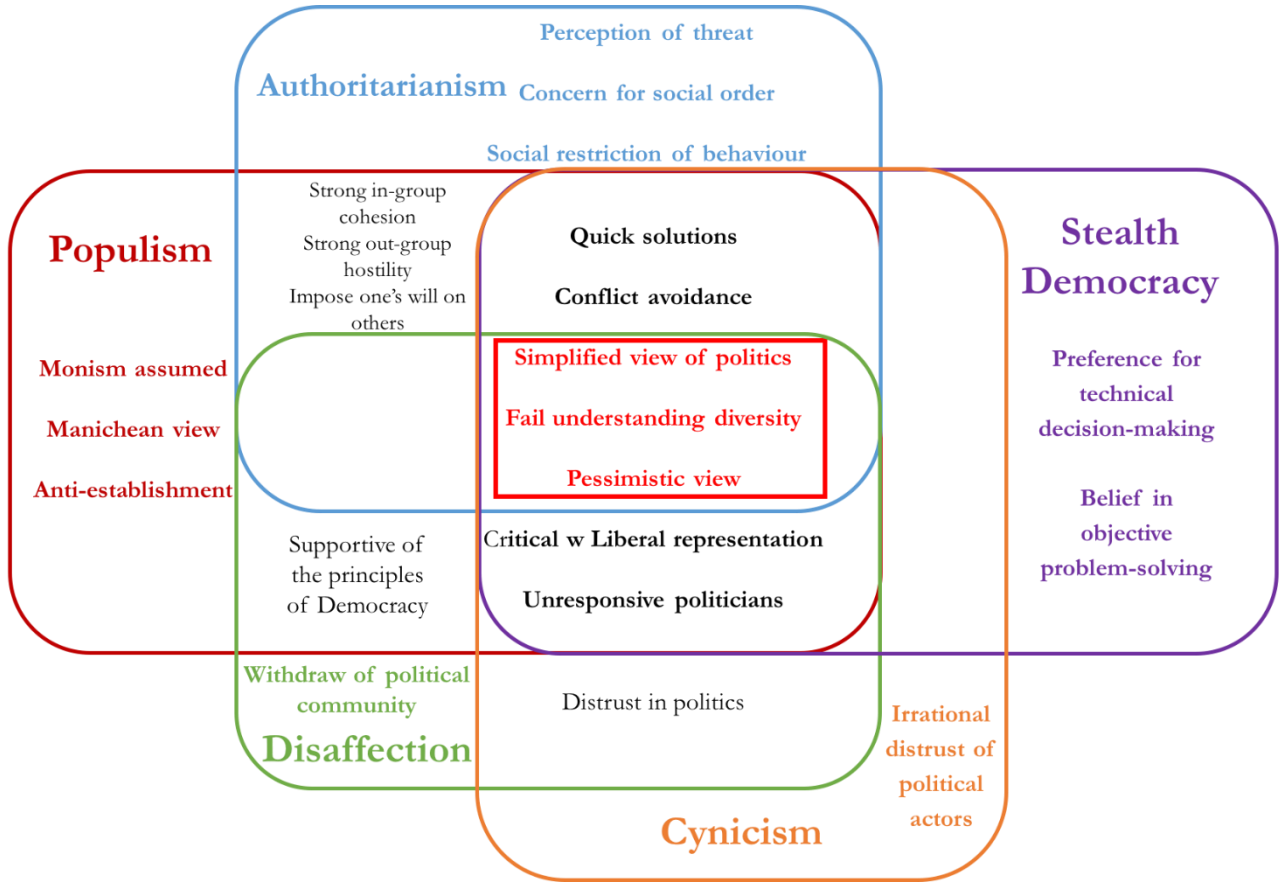 Perception of threat
Authoritarianism
Concern for social order
Social restriction of behaviour
Populism
Strong in-group
cohesion
Strong out-group
hostility
Impose one's will on
others
Quick solutions
Conflict avoidance
Stealth
Democracy
Monism assumed
Manichean view
Anti-establishment
Simplified view of politics
Fail understanding diversity
Pessimistic view
Preference for
technical
decision-making
Belief in
objective
problem-solving
Supportive of
the principles
of Democracy
Critical w Liberal representation
Unresponsive politicians
Withdraw of political
community
Disaffection
Distrust in politics
Irrational
distrust of
political
actors
Cynicism